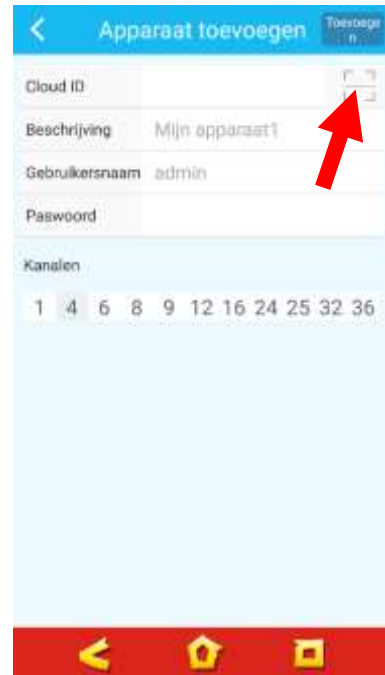 Apparaat toevoegen
Toevoege
n
Cloud ID
Beschrijving Mijn apparaat1
Gebruikersnaam admin
Paswoord
Kanalen
1 4 6 8 9 12 16 24 25 32 36